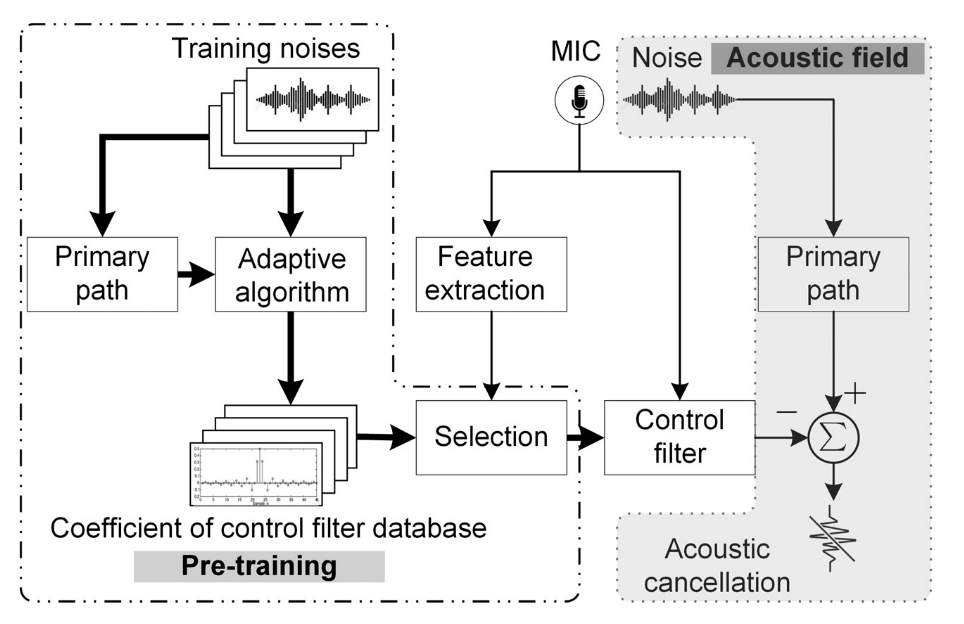 Training noises
MIC
Noise
Acoustic field
Primary
path
Adaptive
algorithm
Feature
extraction
Primary
path
Selection
Control
filter
−
+
Σ
Coefficient of control filter database
Pre-training
Acoustic
cancellation